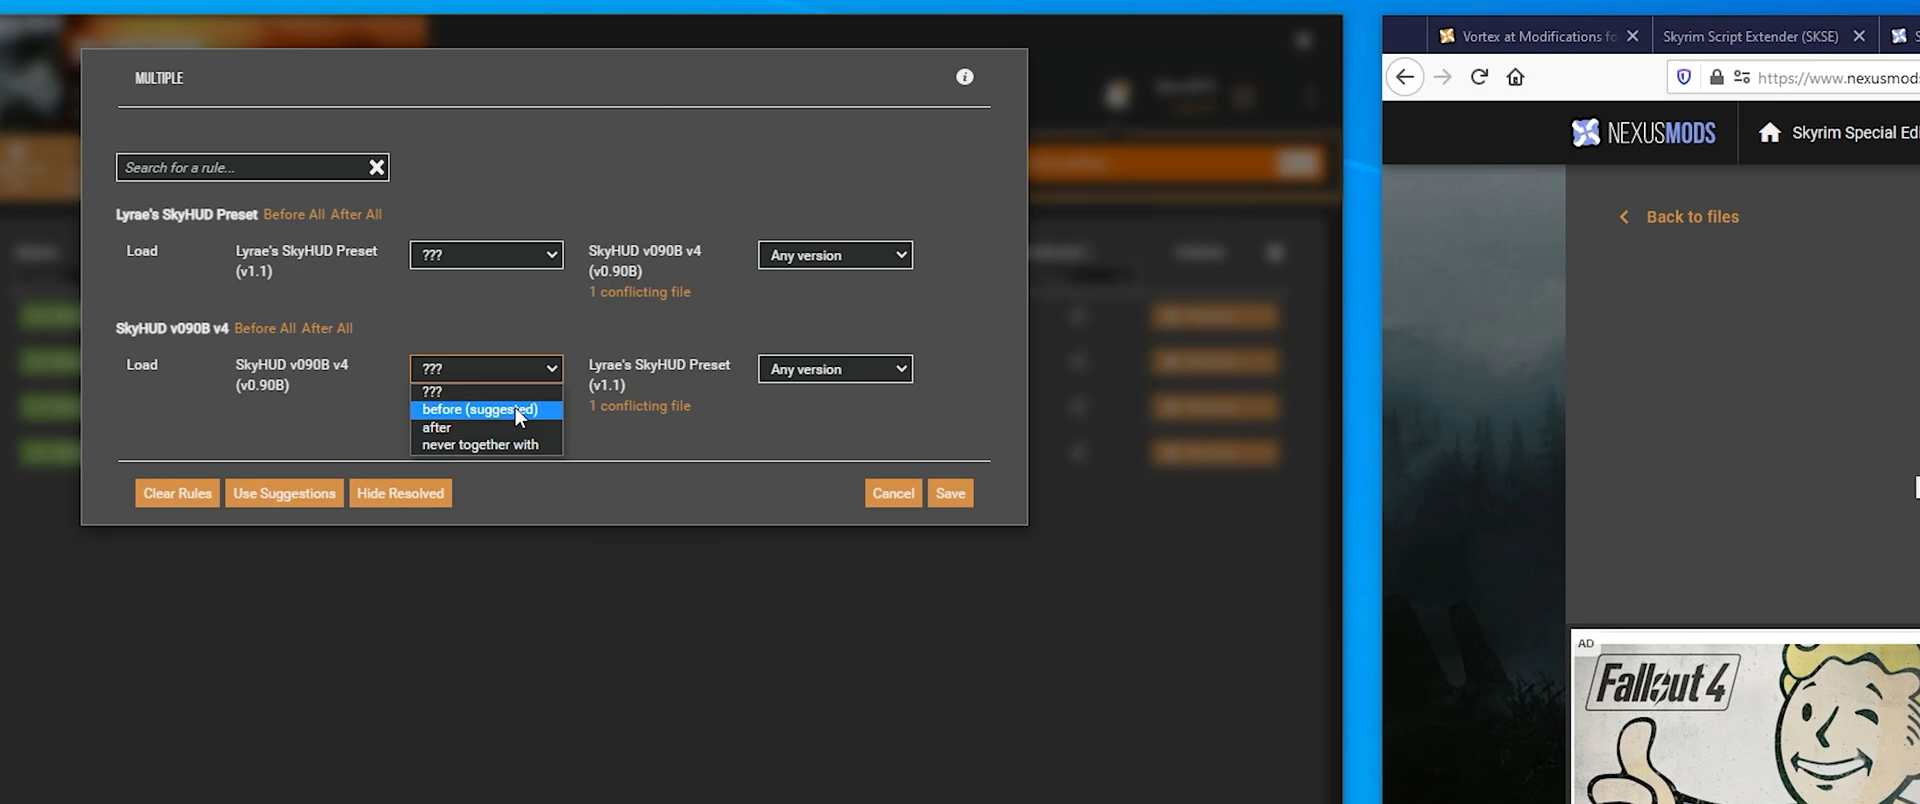 MULTIPLE
Search for a rule...
Lyrae's SkyHUD Preset Before All After All
Load
Lyrae's SkyHUD Preset
(v1.1)
???
SkyHUD v090B v4
(v0.90B)
1 conflicting file
Any version
SkyHUD v090B v4 Before All After All
Load
SkyHUD v090B v4
(v0.90B)
???
???
before (suggested)
after
never together with
Lyrae's SkyHUD Preset
(v1.1)
1 conflicting file
Any version
Clear Rules
Use Suggestions
Hide Resolved
Cancel
Save
Vortex at Modifications fo
Skyrim Script Extender (SKSE)
S
https://www.nexusmods
NEXUSMODS
Skyrim Special Edi
Back to files
AD
Fallout 4